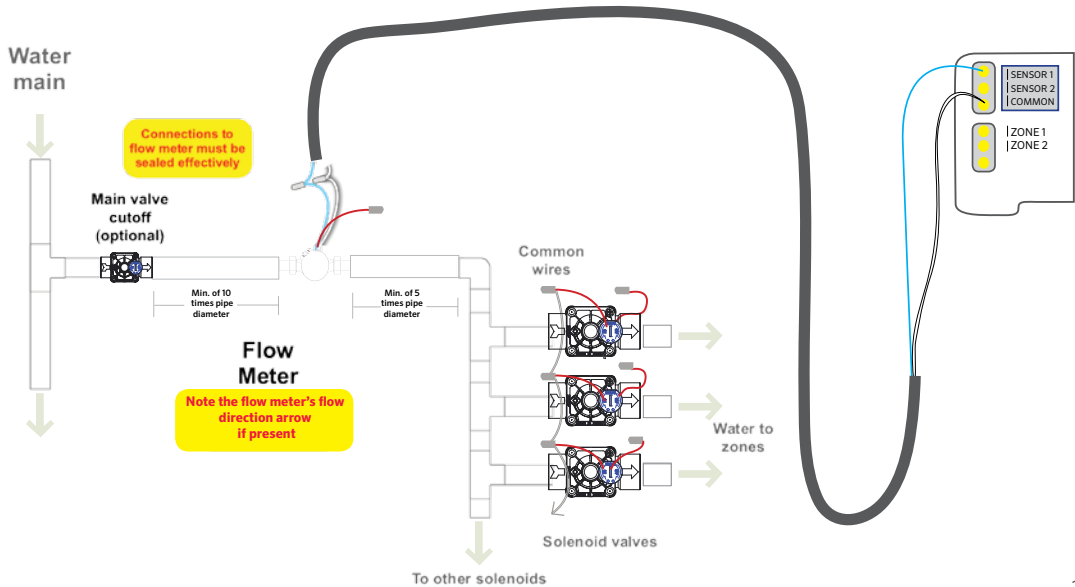 Water
main
Connections to
flow meter must be
sealed effectively
Main valve
cutoff
(optional)
Min. of 10
times pipe
diameter
Min. of 5
times pipe
diameter
Flow
Meter
Note the flow meter's flow
direction arrow
if present
Common
wires
Water to
zones
Solenoid valves
To other solenoids
SENSOR 1
SENSOR 2
COMMON
ZONE 1
ZONE 2